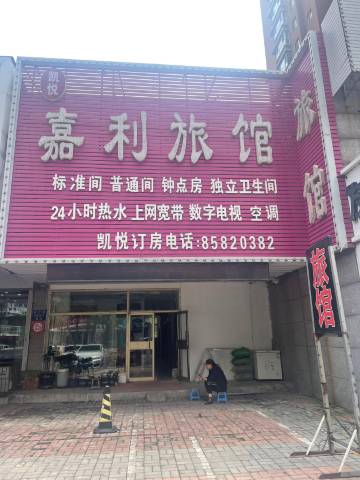 凯悦
嘉利旅馆
标准间 普通间 钟点房 独立卫生间
24小时热水 上网宽带 数字电视 空调
凯悦订房电话:85820382
旅馆
旅馆